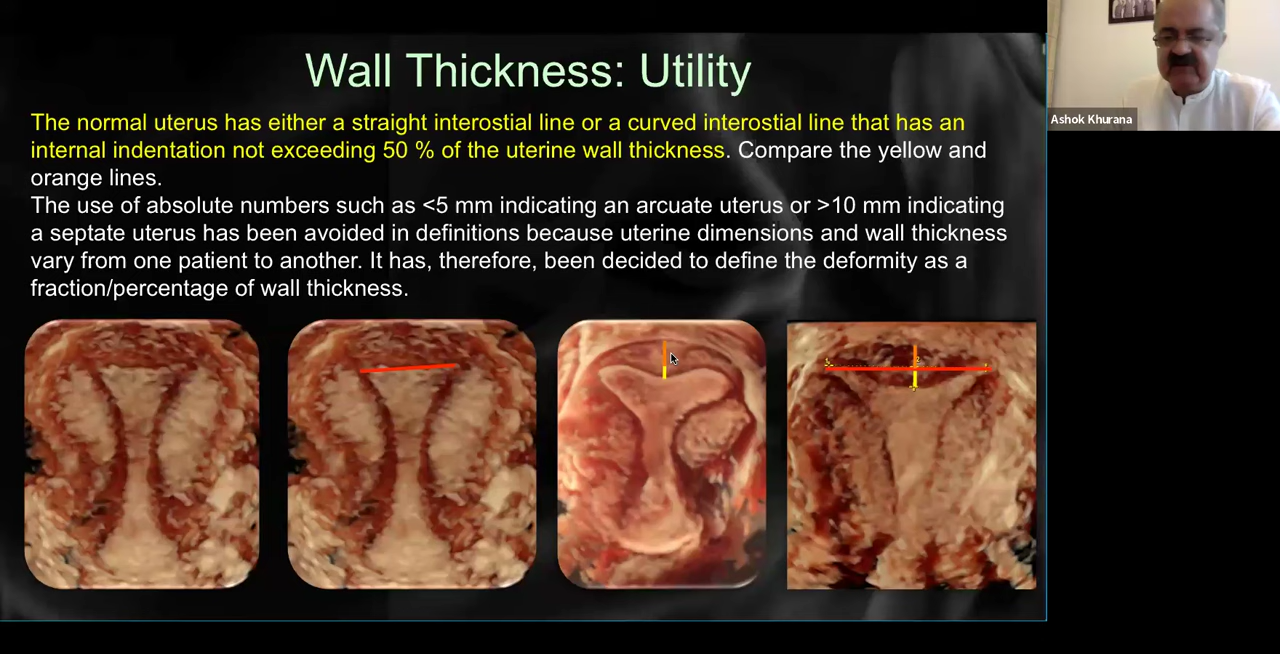 Wall Thickness: Utility
The normal uterus has either a straight interostial line or a curved interostial line that has an
internal indentation not exceeding 50 % of the uterine wall thickness. Compare the yellow and
orange lines.
The use of absolute numbers such as <5 mm indicating an arcuate uterus or >10 mm indicating
a septate uterus has been avoided in definitions because uterine dimensions and wall thickness
vary from one patient to another. It has, therefore, been decided to define the deformity as a
fraction/percentage of wall thickness.
Ashok Khurana